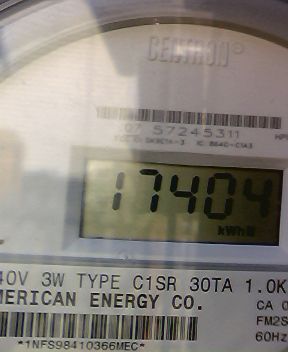 CENTRON®
07 57245311
17404
kWh
40V 3W TYPE C1SR 30TA 1.0K
MERICAN ENERGY CO.
CA 0
FM2S
60Hz
*1NFS98410366MEC*